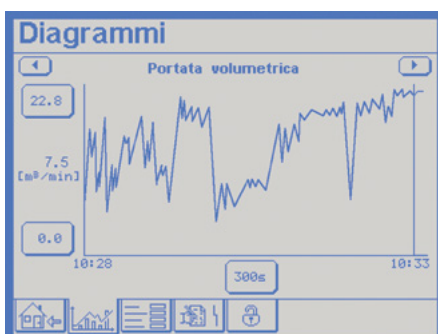 Diagrammi
Portata volumetrica
22.8
7.5
[m³/min]
0.0
10:28
10:33
300s